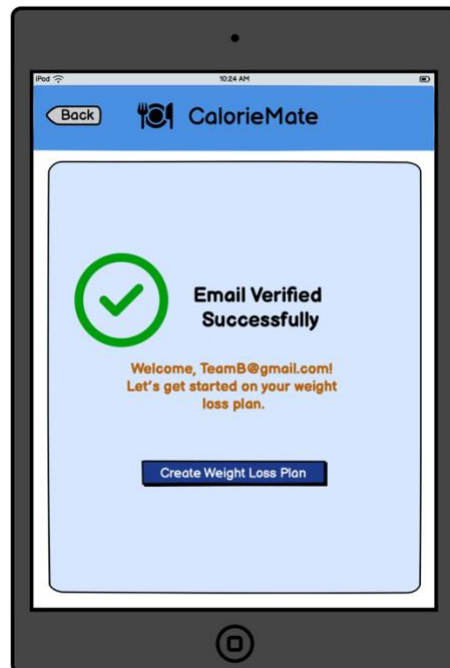 iPod
10:24 AM
Back
CalorieMate
Email Verified
Successfully
Welcome, TeamB@gmail.com!
Let's get started on your weight
loss plan.
Create Weight Loss Plan